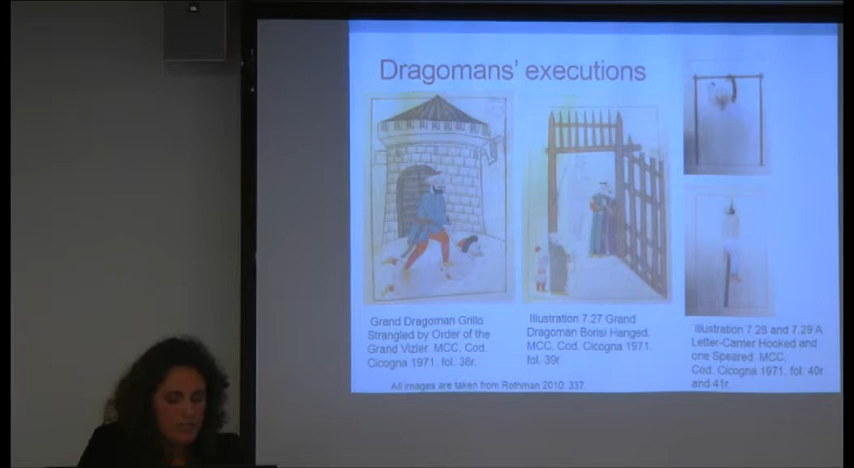 Dragomans' executions
Grand Dragoman Grillo
Strangled by Order of the
Grand Vizier. MCC, Cod.
Cicogna 1971, fol. 36r.
Illustration 7.27 Grand
Dragoman Borisi Hanged.
MCC, Cod. Cicogna 1971.
fol. 39r.
Illustration 7.28 and 7.29 A
Letter-Carrier Hooked and
one Speared. MCC,
Cod. Cicogna 1971, fol. 40r
and 41r.
All images are taken from Rothman 2010: 337